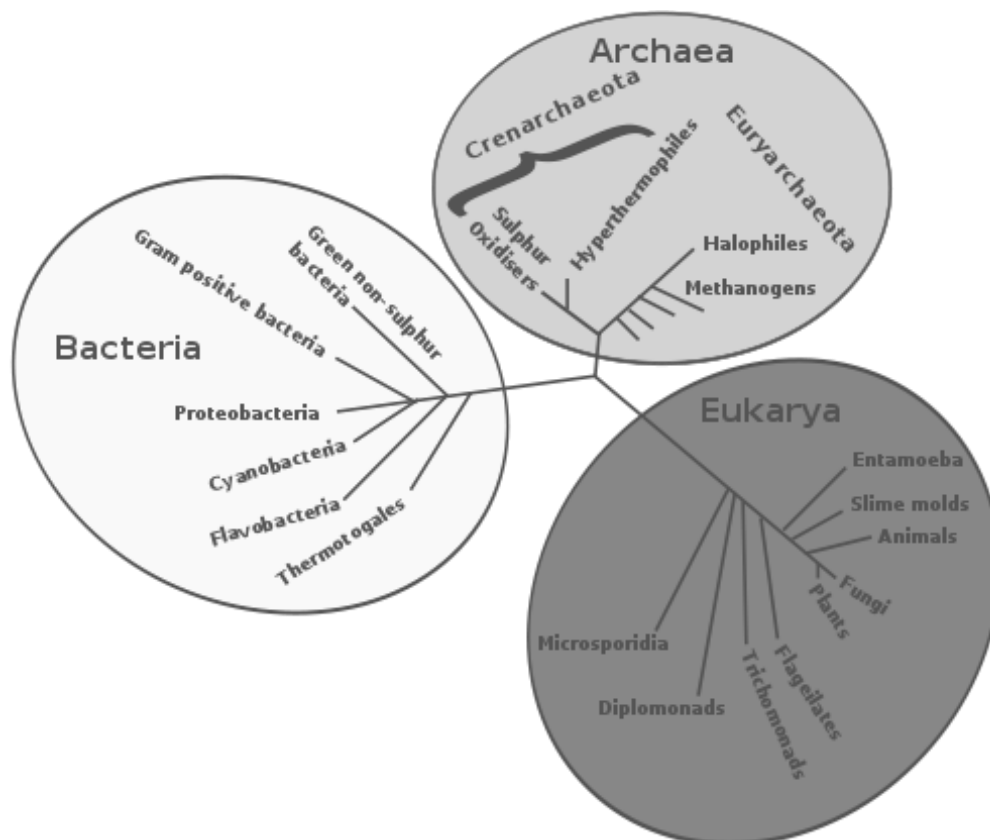 Archaea
Crenarchaeota
Euryarchaeota
Sulphur
Oxidisers
Hyperthermophiles
Halophiles
Methanogens
Bacteria
Gram positive bacteria
Green non-sulphur
bacteria
Proteobacteria
Cyanobacteria
Flavobacteria
Thermotogales
Eukarya
Entamoeba
Slime molds
Animals
Fungi
Plants
Flageilates
Trichomonads
Microsporidia
Diplomonads